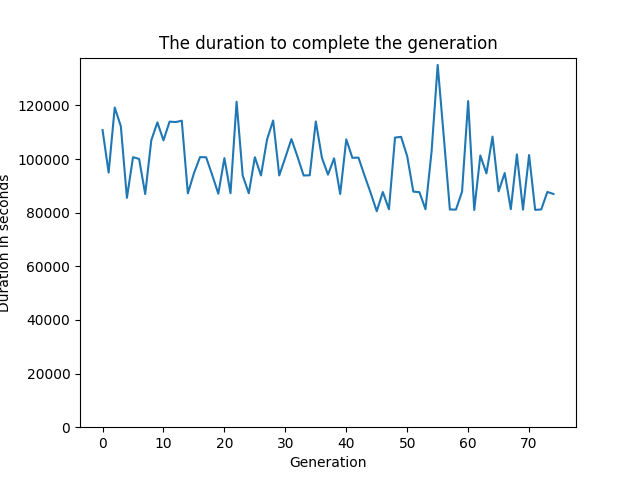 The duration to complete the generation
Duration in seconds
120000
100000
80000
60000
40000
20000
0
0 10 20 30 40 50 60 70
Generation